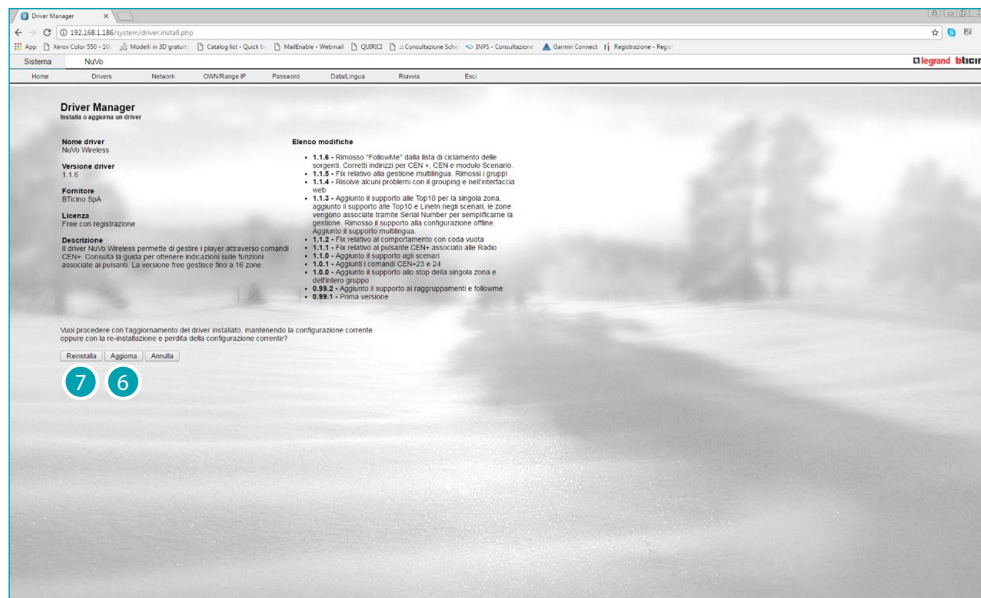 Driver Manager
192.168.1.186/system/driver.install.php
App Xerox Color 550 - 10: Modelli in 3D gratuiti Catalog list - Quick t MailEnable - Webmail QUIRICI :: Consultazione Sche INPS - Consultazione Garmin Connect Registrazione - Regis
Sistema NuVo legrand bticin
Home Drivers Network OWN/Range IP Password Data/Lingua Riavvia Esci
Driver Manager
Installa o aggiorna un driver
Nome driver
NuVo Wireless
Versione driver
1.1.6
Fornitore
BTicino SpA
Licenza
Free con registrazione
Descrizione
Il driver NuVo Wireless permette di gestire i player attraverso comandi
CEN+. Consulta la guida per ottenere indicazioni sulle funzioni
associate ai pulsanti. La versione free gestisce fino a 16 zone.
Elenco modifiche
• 1.1.6 - Rimosso "FollowMe" dalla lista di ciclamento delle
sorgenti. Corretti indirizzi per CEN +, CEN e modulo Scenario.
• 1.1.5 - Fix relativo alla gestione multilingua. Rimossi i gruppi
• 1.1.4 - Risolve alcuni problemi con il grouping e nell'interfaccia
web
• 1.1.3 - Aggiunto il supporto alle Top10 per la singola zona,
aggiunto il supporto alle Top10 e LineIn negli scenari, le zone
vengono associate tramite Serial Number per semplificarne la
gestione. Rimosso il supporto alla configurazione offline.
Aggiunto il supporto multilingua.
• 1.1.2 - Fix relativo al comportamento con coda vuota
• 1.1.1 - Fix relativo al pulsante CEN+ associato alle Radio
• 1.1.0 - Aggiunto il supporto agli scenari
• 1.0.1 - Aggiunti i comandi CEN+23 e 24
• 1.0.0 - Aggiunto il supporto allo stop della singola zona e
dell'intero gruppo
• 0.99.2 - Aggiunto il supporto ai raggruppamenti e followme
• 0.99.1 - Prima versione
Vuoi procedere con l'aggiornamento del driver installato, mantenendo la configurazione corrente
oppure con la re-installazione e perdita della configurazione corrente?
Reinstalla Aggiorna Annulla
7 6